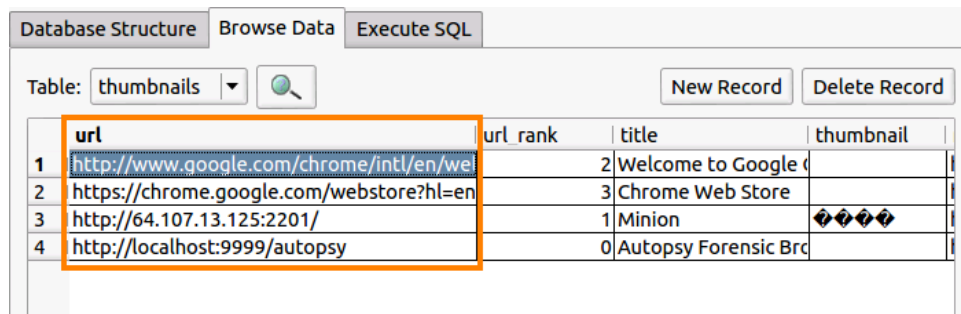 Database Structure Browse Data Execute SQL
Table: thumbnails New Record Delete Record
url url_rank title thumbnail
1 http://www.google.com/chrome/intl/en/we 2 Welcome to Google
2 https://chrome.google.com/webstore?hl=en 3 Chrome Web Store
3 http://64.107.13.125:2201/ 1 Minion ����
4 http://localhost:9999/autopsy 0 Autopsy Forensic Bro